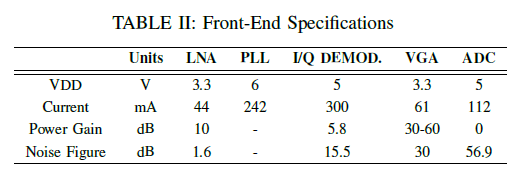 TABLE II: Front-End Specifications
Units LNA PLL I/Q DEMOD. VGA ADC
VDD V 3.3 6 5 3.3 5
Current mA 44 242 300 61 112
Power Gain dB 10 - 5.8 30-60 0
Noise Figure dB 1.6 - 15.5 30 56.9